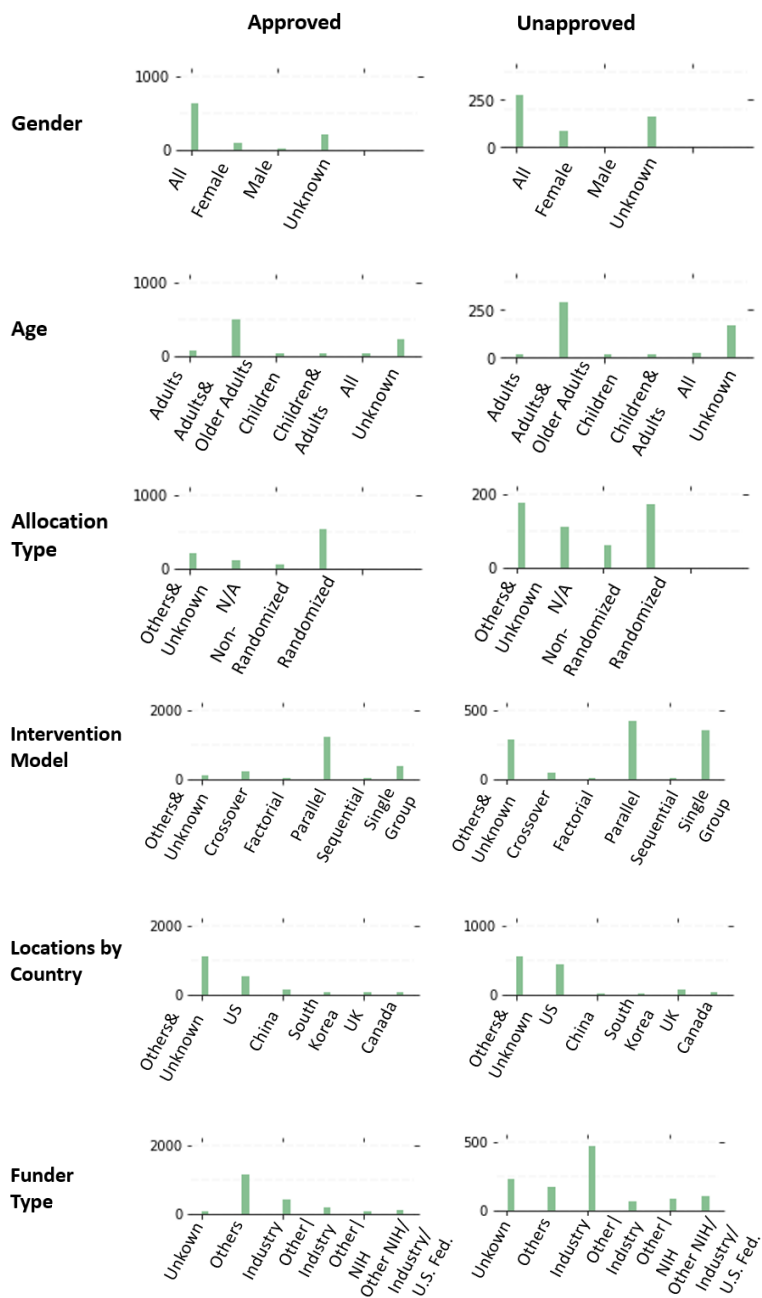 Approved Unapproved
Gender
1000
0
All
Female
Male
Unknown
250
0
All
Female
Male
Unknown
Age
1000
0
Adults
Adults&
Older Adults
Children
Children&
Adults
All
Unknown
250
0
Adults
Adults&
Older Adults
Children
Children&
Adults
All
Unknown
Allocation
Type
1000
0
Others&
Unknown
N/A
Non-
Randomized
Randomized
200
0
Others&
Unknown
N/A
Non-
Randomized
Randomized
Intervention
Model
2000
0
Others&
Unknown
Crossover
Factorial
Parallel
Sequential
Single
Group
500
0
Others&
Unknown
Crossover
Factorial
Parallel
Sequential
Single
Group
Locations by
Country
2000
0
Others&
Unknown
US
China
South
Korea
UK
Canada
1000
0
Others&
Unknown
US
China
South
Korea
UK
Canada
Funder
Type
2000
0
Unkown
Others
Industry
Other|
Indstry
Other|
NIH
Other NIH/
Industry/
U.S. Fed.
500
0
Unkown
Others
Industry
Other|
Indstry
Other|
NIH
Other NIH/
Industry/
U.S. Fed.